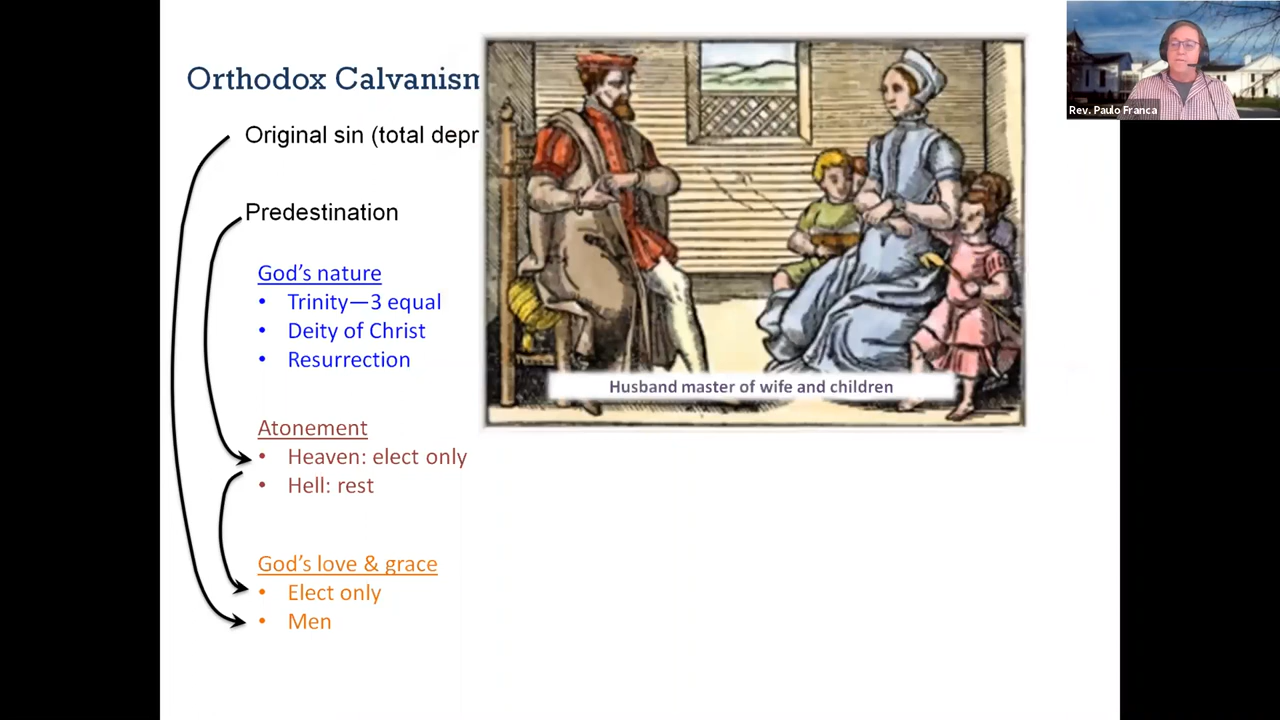 Orthodox Calvanism
Original sin (total depr
Predestination
God's nature
• Trinity—3 equal
• Deity of Christ
• Resurrection
Atonement
• Heaven: elect only
• Hell: rest
God's love & grace
• Elect only
• Men
Husband master of wife and children
Rev. Paulo Franca